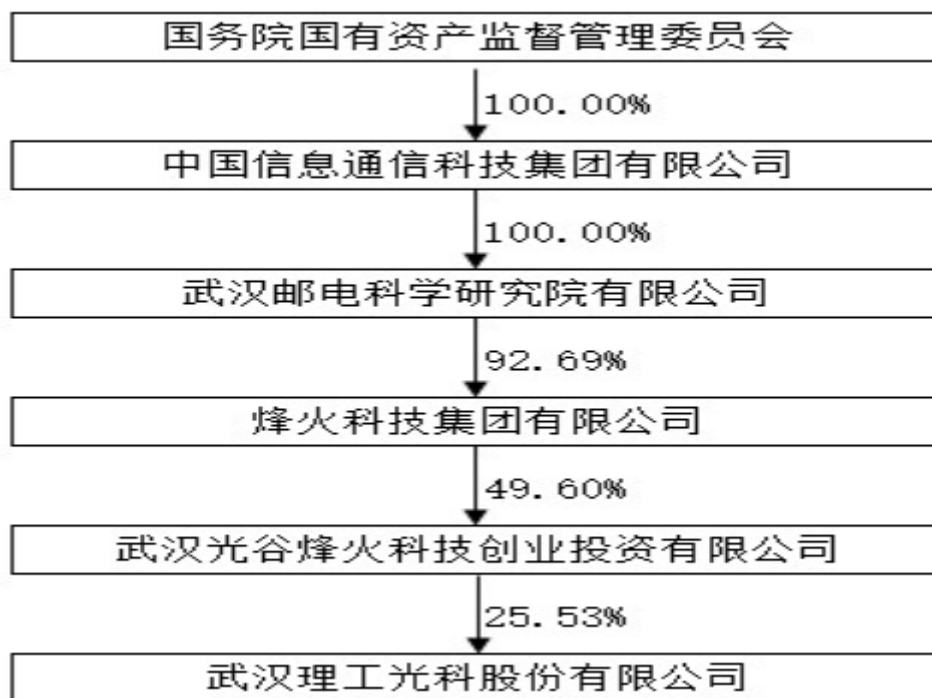 国务院国有资产监督管理委员会
100.00%
中国信息通信科技集团有限公司
100.00%
武汉邮电科学研究院有限公司
92.69%
烽火科技集团有限公司
49.60%
武汉光谷烽火科技创业投资有限公司
25.53%
武汉理工光科股份有限公司